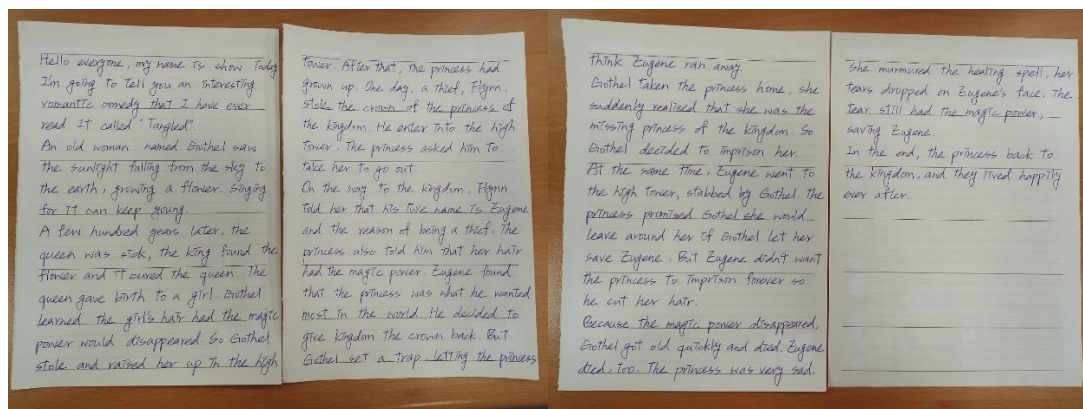 Hello everyone, my name is show. Today
I'm going to tell you an interesting
romantic comedy that I have ever
read. It called "Tangled".
An old woman named Gothel saw
the sunlight falling from the sky to
the earth, growing a flower. Singing
for it can keep young.
A few hundred years later, the
queen was sick, the king found the
flower and it cured the queen. The
queen gave birth to a girl. Gothel
learned the girl's hair had the magic
power would disappeared. So Gothel
stole and raised her up in the high
tower. After that, the princess had
grown up. One day, a thief, Flynn,
stole the crown of the princess of
the kingdom. He enter into the high
tower. The princess asked him to
take her to go out.
On the way to the kingdom, Flynn
told her that his ture name is Eugene
and the reason of being a thief. The
princess also told him that her hair
had the magic power. Eugene found
that the princess was what he wanted
most in the world. He decided to
give kingdom the crown back. But
Gothel set a trap, letting the princess
think Eugene ran away
Gothel taken the princess home, she
suddenly realised that she was the
missing princess of the kingdom. So
Gothel decided to imprison her.
At the same time, Eugene went to
the high tower, stabbed by Gothel. The
princess promised Gothel she would
leave around her if Gothel let her
save Eugene. But Eugene didn't want
the princess to imprison forever so
he cut her hair.
Because the magic power disappeared,
Gothel got old quickly and died. Eugene
died, too. The princess was very sad.
She murmured the healing spell, her
tears dropped on Eugene's face. The
tear still had the magic power,
saving Eugene.
In the end, the princess back to
the kingdom, and they lived happily
ever after.